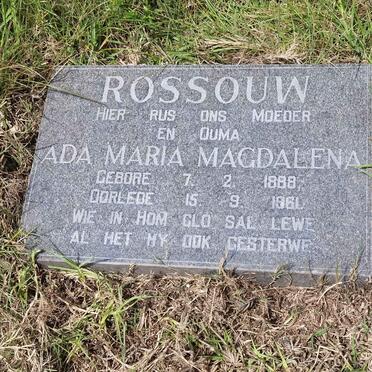 ROSSOUW
HIER RUS ONS MOEDER
EN OUMA
ADA MARIA MAGDALENA
GEBORE 7. 2. 1888.
OORLEDE 15. 9. 1961.
WIE IN HOM GLO SAL LEWE
AL HET HY OOK GESTERWE